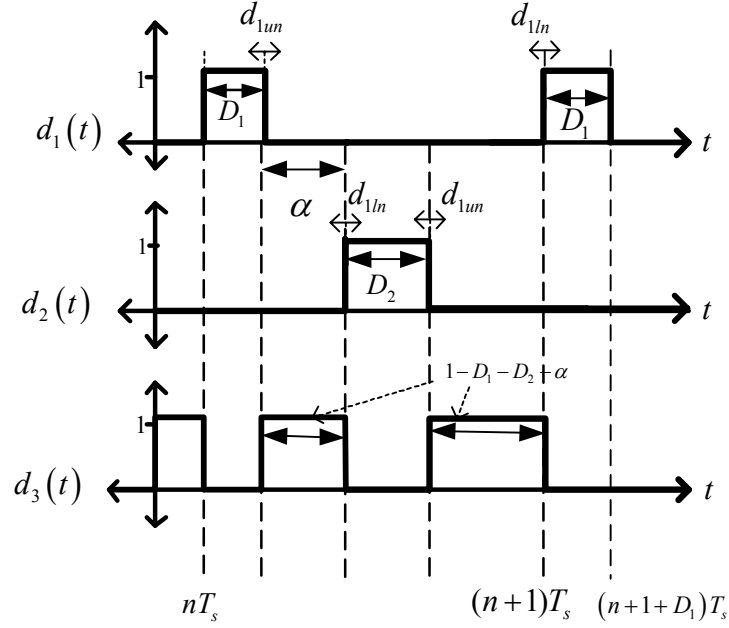 d_{1un} d_{1ln}
1
D_1 D_1
d_1(t) t
α d_{1ln} d_{1un}
1
D_2
d_2(t) t
1-D_1-D_2+α
1
d_3(t) t
nT_s (n+1)T_s (n+1+D_1)T_s